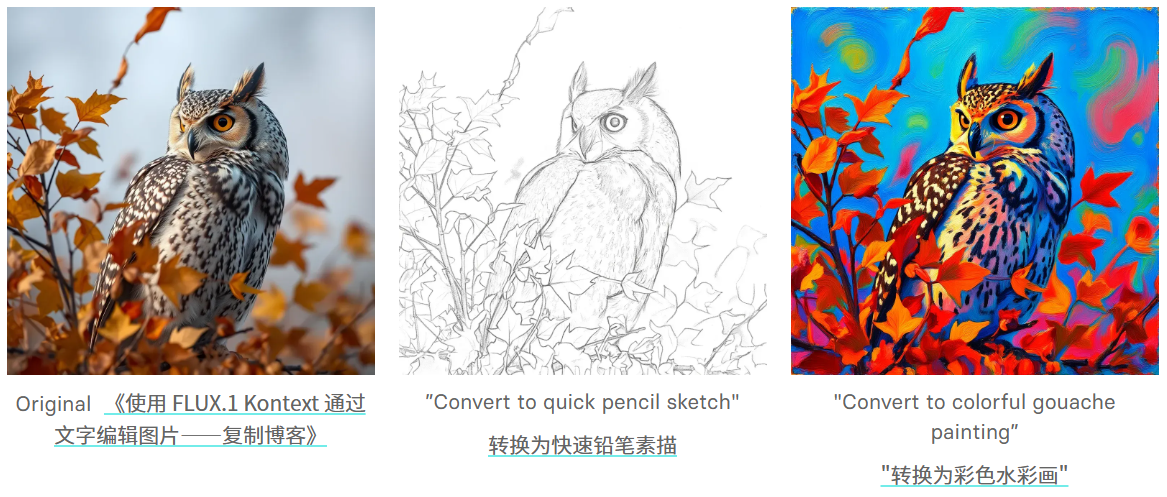 Original 《使用 FLUX.1 Kontext 通过
文字编辑图片——复制博客》
"Convert to quick pencil sketch"
转换为快速铅笔素描
"Convert to colorful gouache
painting"
"转换为彩色水彩画"